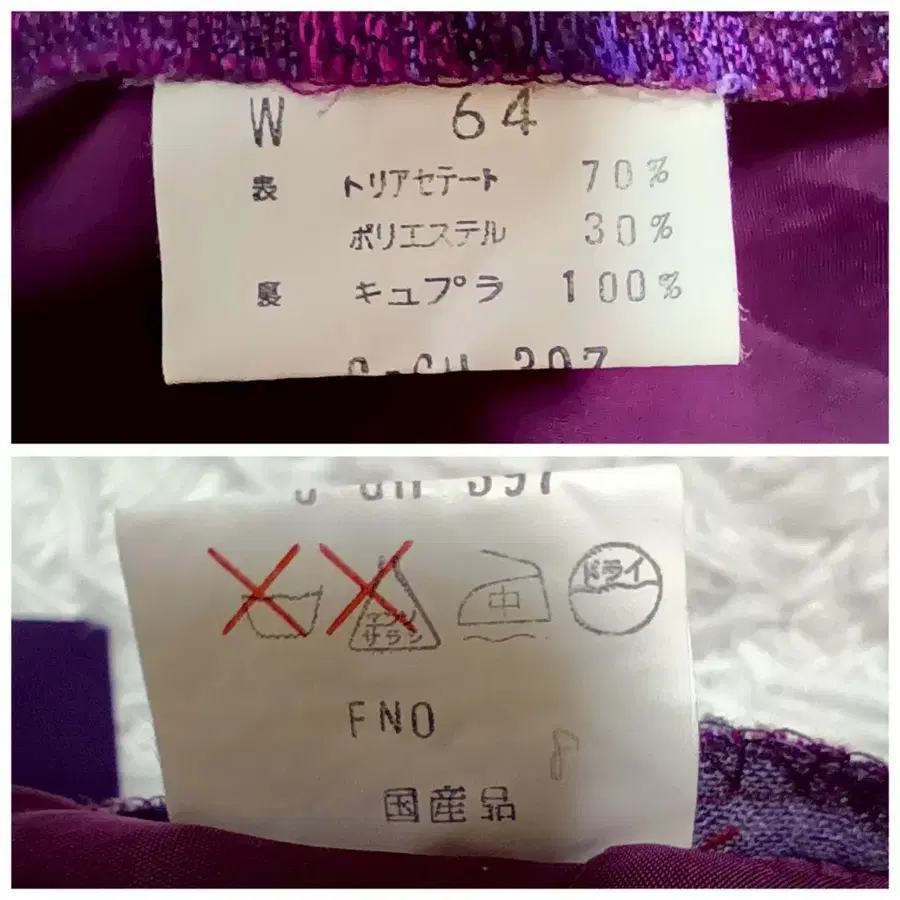 W 64
表 トリアセテート 70%
ポリエステル 30%
裏 キュプラ 100%
中 ドライ
FNO
8
国産品